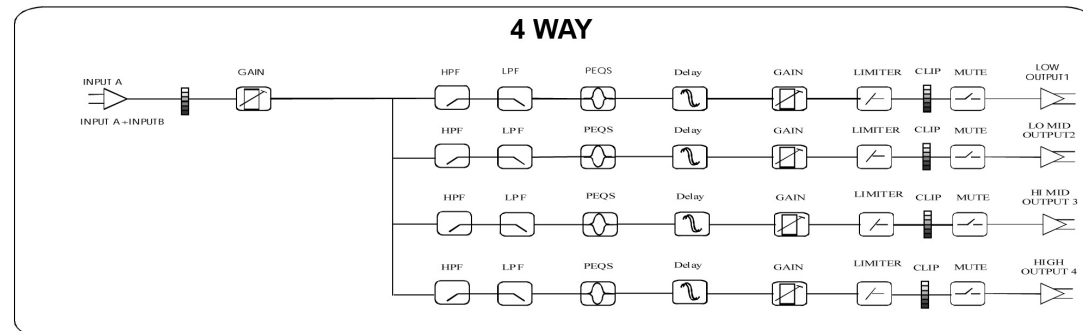 4 WAY
INPUT A
INPUT A+INPUTB
GAIN
HPF LPF PEQS Delay GAIN LIMITER CLIP MUTE LOW
OUTPUT1
HPF LPF PEQS Delay GAIN LIMITER CLIP MUTE LO MID
OUTPUT2
HPF LPF PEQS Delay GAIN LIMITER CLIP MUTE HI MID
OUTPUT 3
HPF LPF PEQS Delay GAIN LIMITER CLIP MUTE HIGH
OUTPUT 4